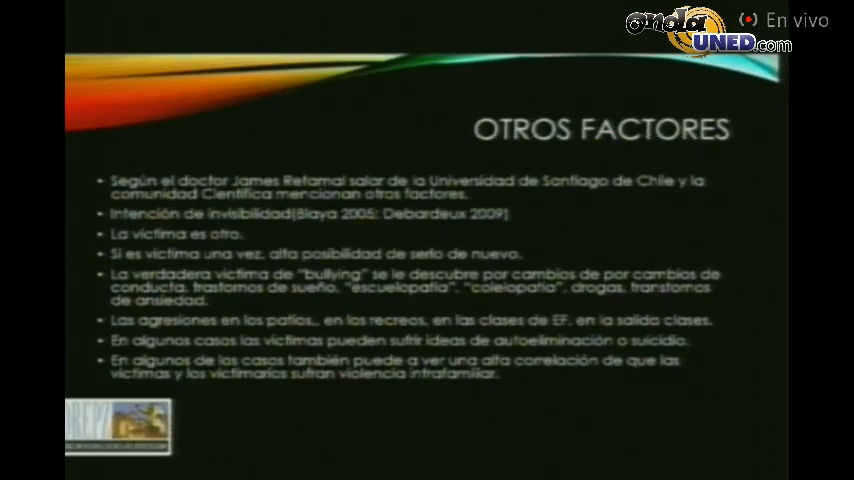 onda
UNED.com
En vivo
OTROS FACTORES
• Según el doctor James Retamal salar de la Universidad de Santiago de Chile y la
comunidad Científica mencionan otros factores.
• Intención de invisibilidad(Blaya 2005; Debardeux 2009)
• La víctima es otro.
• Si es víctima una vez, alta posibilidad de serlo de nuevo.
• La verdadera víctima de "bullying" se le descubre por cambios de por cambios de
conducta, trastornos de sueño, "escuelopatía", "colelopatía", drogas, transtornos
de ansiedad.
• Las agresiones en los patios., en los recreos, en las clases de EF, en la salida clases.
• En algunos casos las víctimas pueden sufrir ideas de autoeliminación o suicidio.
• En algunos de los casos también puede a ver una alta correlación de que las
víctimas y los victimarios sufran violencia intrafamiliar.